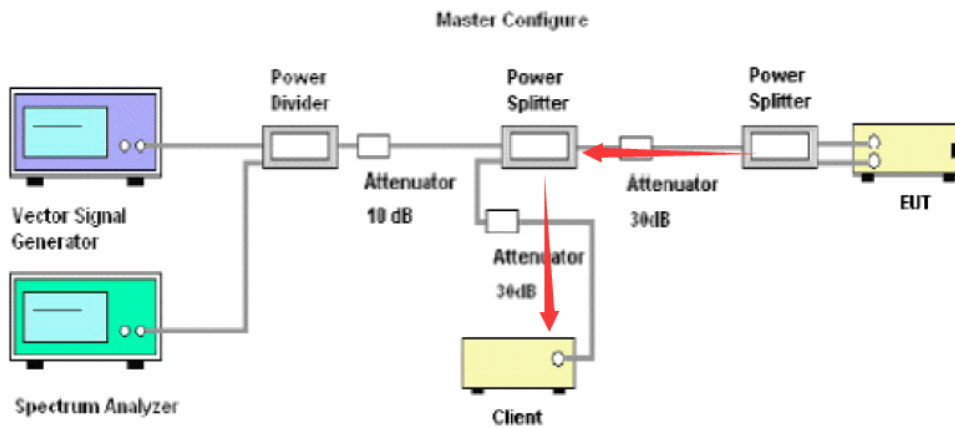 Master Configure
Power
Divider
Power
Splitter
Power
Splitter
Attenuator
10 dB
Attenuator
30dB
EUT
Vector Signal
Generator
Attenuator
30dB
Spectrum Analyzer
Client